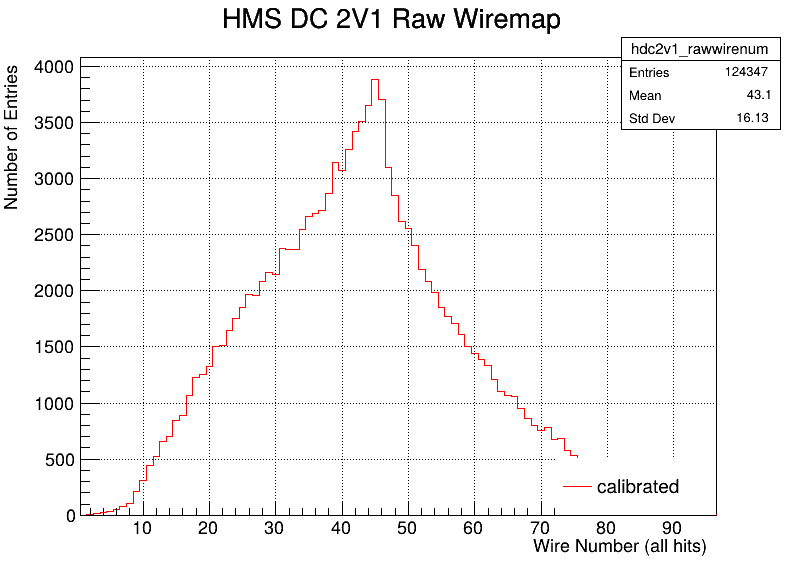 HMS DC 2V1 Raw Wiremap
hdc2v1_rawwirenum
Entries 124347
Mean 43.1
Std Dev 16.13
Number of Entries
4000
3500
3000
2500
2000
1500
1000
500
0
10 20 30 40 50 60 70 80 90
Wire Number (all hits)
calibrated